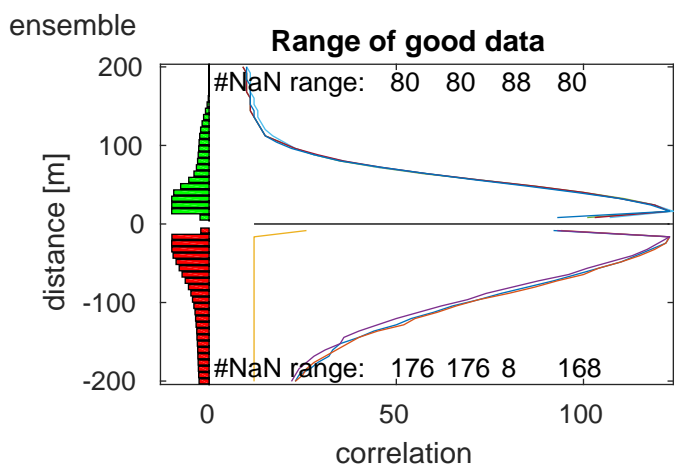 ensemble
Range of good data
200
#NaN range: 80 80 88 80
100
0
-100
-200
#NaN range: 176 176 8 168
distance [m]
0 50 100
correlation